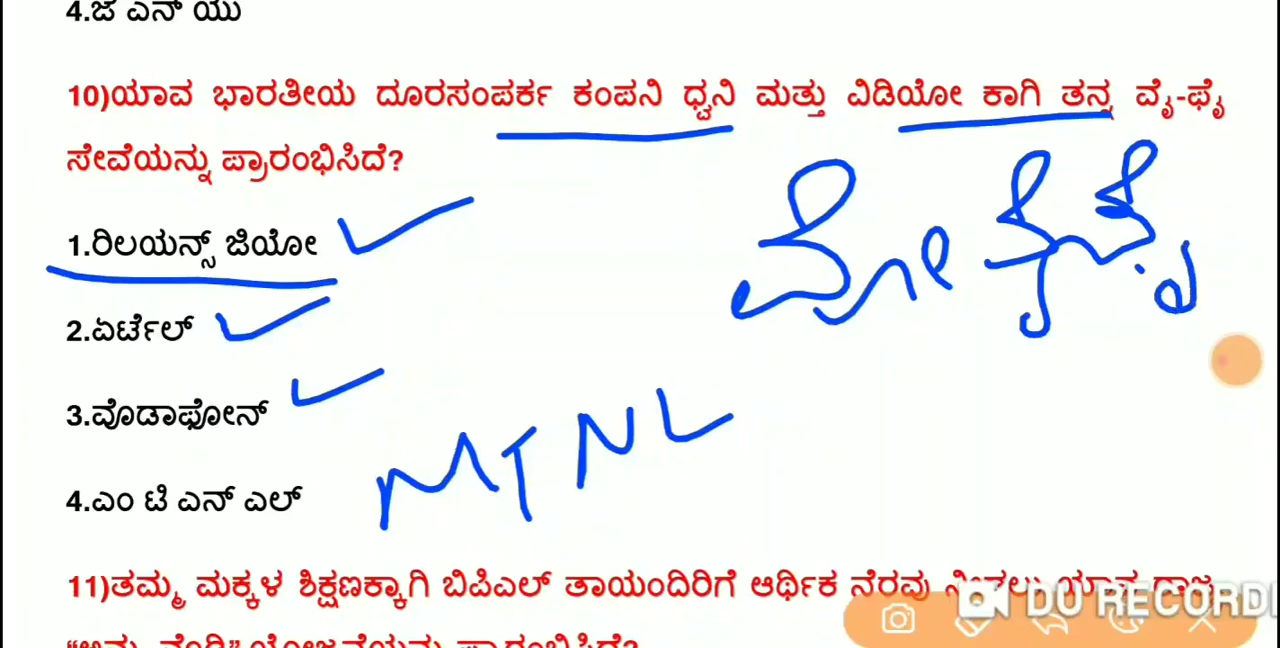 4.ಜೆ ಎನ್ ಯು
10)ಯಾವ ಭಾರತೀಯ ದೂರಸಂಪರ್ಕ ಕಂಪನಿ ಧ್ವನಿ ಮತ್ತು ವಿಡಿಯೋ ಕಾಗಿ ತನ್ನ ವೈ-ಫೈ
ಸೇವೆಯನ್ನು ಪ್ರಾರಂಭಿಸಿದೆ?
1.ರಿಲಯನ್ಸ್ ಜಿಯೋ
2.ಏರ್ಟೆಲ್
3.ವೊಡಾಫೋನ್
MTNL
4.ಎಂ ಟಿ ಎನ್ ಎಲ್
11)ತಮ್ಮ ಮಕ್ಕಳ ಶಿಕ್ಷಣಕ್ಕಾಗಿ ಬಿಪಿಎಲ್ ತಾಯಂದಿರಿಗೆ ಆರ್ಥಿಕ ನೆರವು
DU RECORD